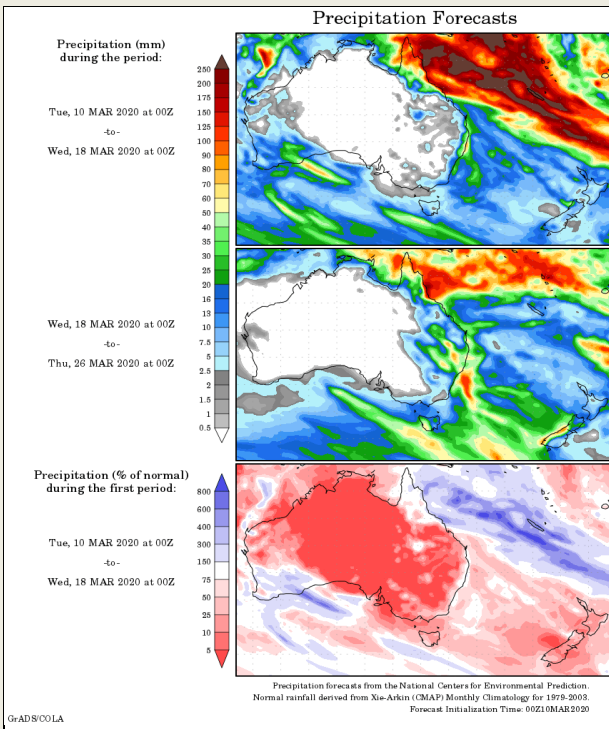 Precipitation Forecasts
Precipitation (mm)
during the period:
Tue, 10 MAR 2020 at 00Z
-to-
Wed, 18 MAR 2020 at 00Z
250
200
175
150
125
100
90
80
70
60
50
40
35
30
25
20
16
13
10
7.5
5
2.5
2
1.5
1
0.5
Wed, 18 MAR 2020 at 00Z
-to-
Thu, 26 MAR 2020 at 00Z
Precipitation (% of normal)
during the first period:
Tue, 10 MAR 2020 at 00Z
-to-
Wed, 18 MAR 2020 at 00Z
800
600
400
300
150
75
50
25
10
5
Precipitation forecasts from the National Centers for Environmental Prediction.
Normal rainfall derived from Xie-Arkin (CMAP) Monthly Climatology for 1979-2003.
Forecast Initialization Time: 00Z10MAR2020
GrADS/COLA